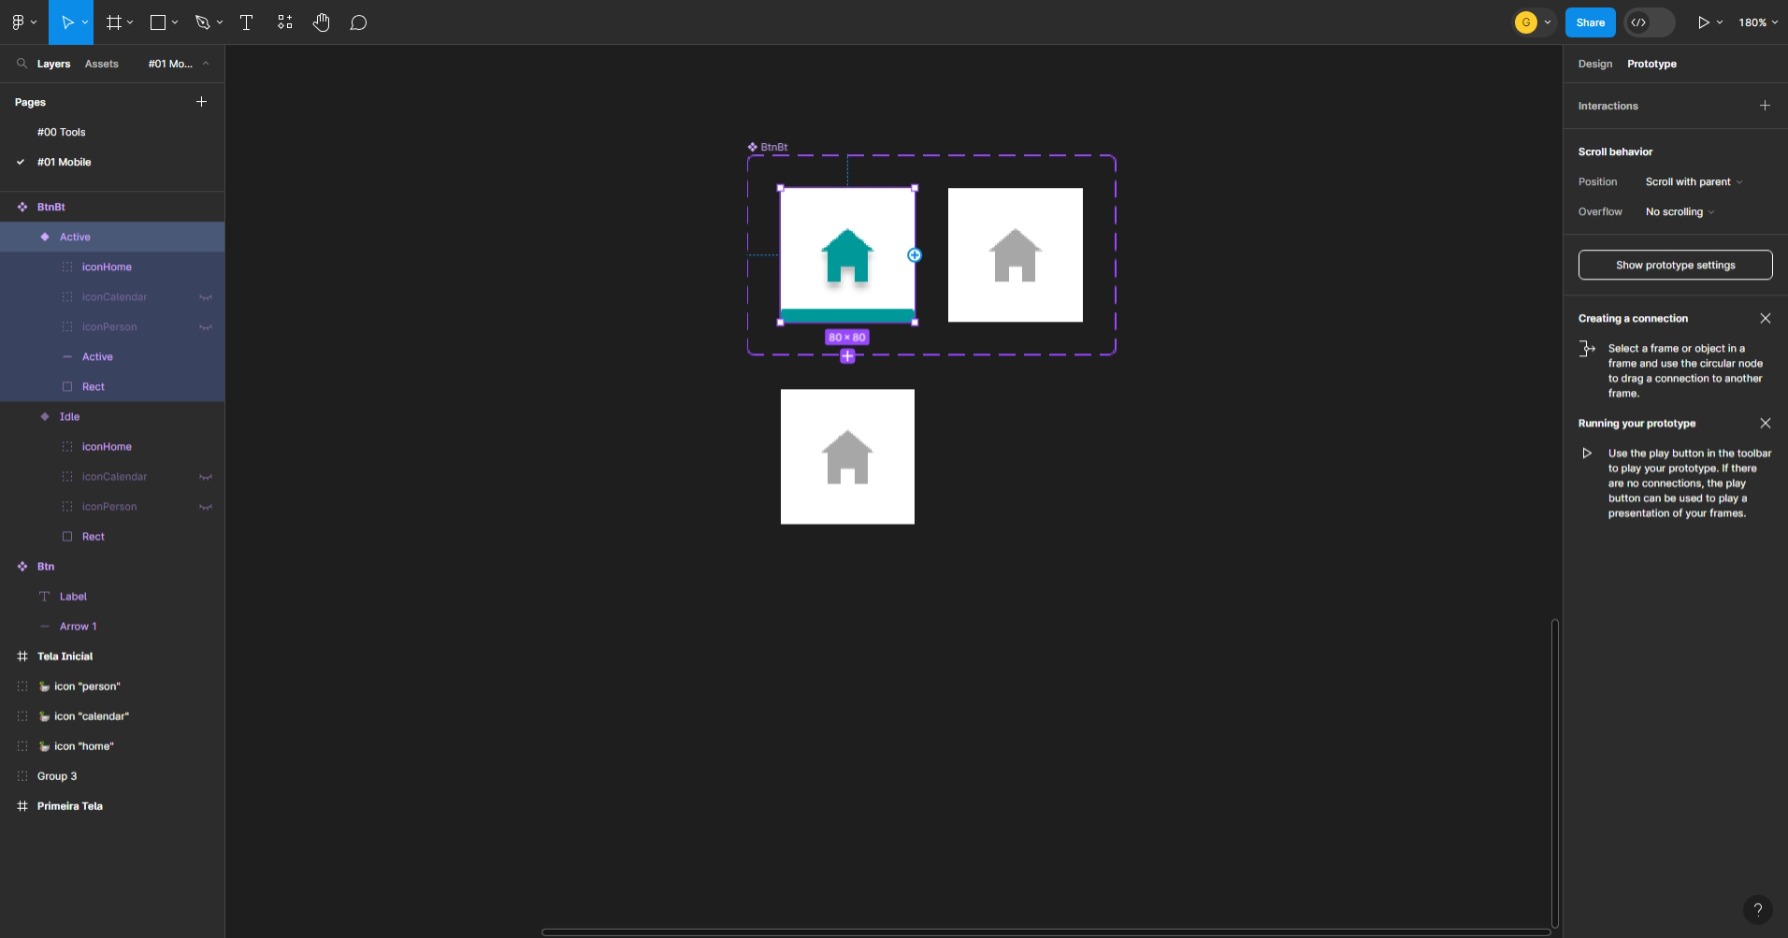 G
Share
180%
Layers
Assets
#01 Mo...
Design
Prototype
Pages
#00 Tools
#01 Mobile
BtnBt
Active
iconHome
iconCalendar
iconPerson
Active
Rect
Idle
iconHome
iconCalendar
iconPerson
Rect
Btn
Label
Arrow 1
Tela Inicial
icon "person"
icon "calendar"
icon "home"
Group 3
Primeira Tela
BtnBt
80 × 80
Interactions
Scroll behavior
Position
Scroll with parent
Overflow
No scrolling
Show prototype settings
Creating a connection
Select a frame or object in a
frame and use the circular node
to drag a connection to another
frame.
Running your prototype
Use the play button in the toolbar
to play your prototype. If there
are no connections, the play
button can be used to play a
presentation of your frames.
?